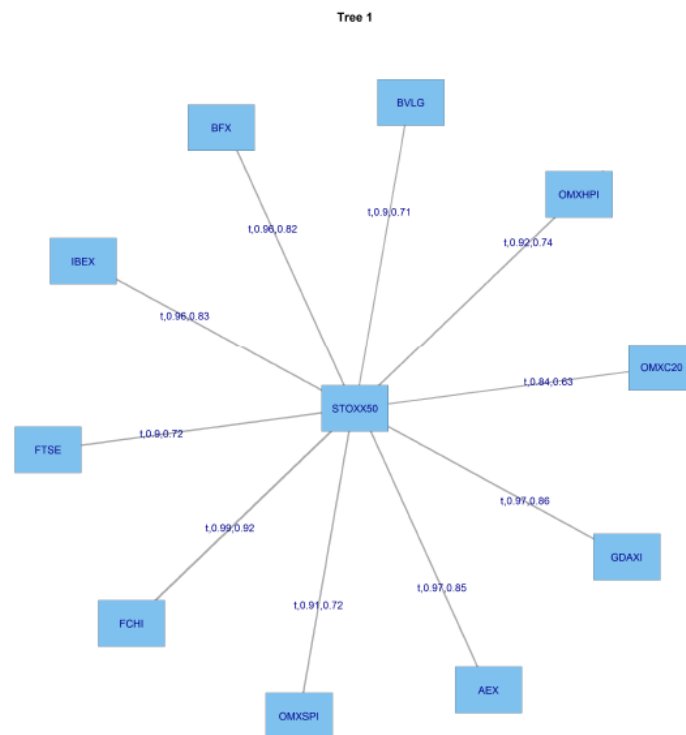 Tree 1
BVLG
BFX
OMXHPI
t,0.9,0.71
t,0.96,0.82
t,0.92,0.74
IBEX
t,0.96,0.83
OMXC20
t,0.84,0.63
STOXX50
t,0.9,0.72
FTSE
t,0.97,0.86
t,0.99,0.92
GDAXI
t,0.97,0.85
t,0.91,0.72
FCHI
AEX
OMXSPI